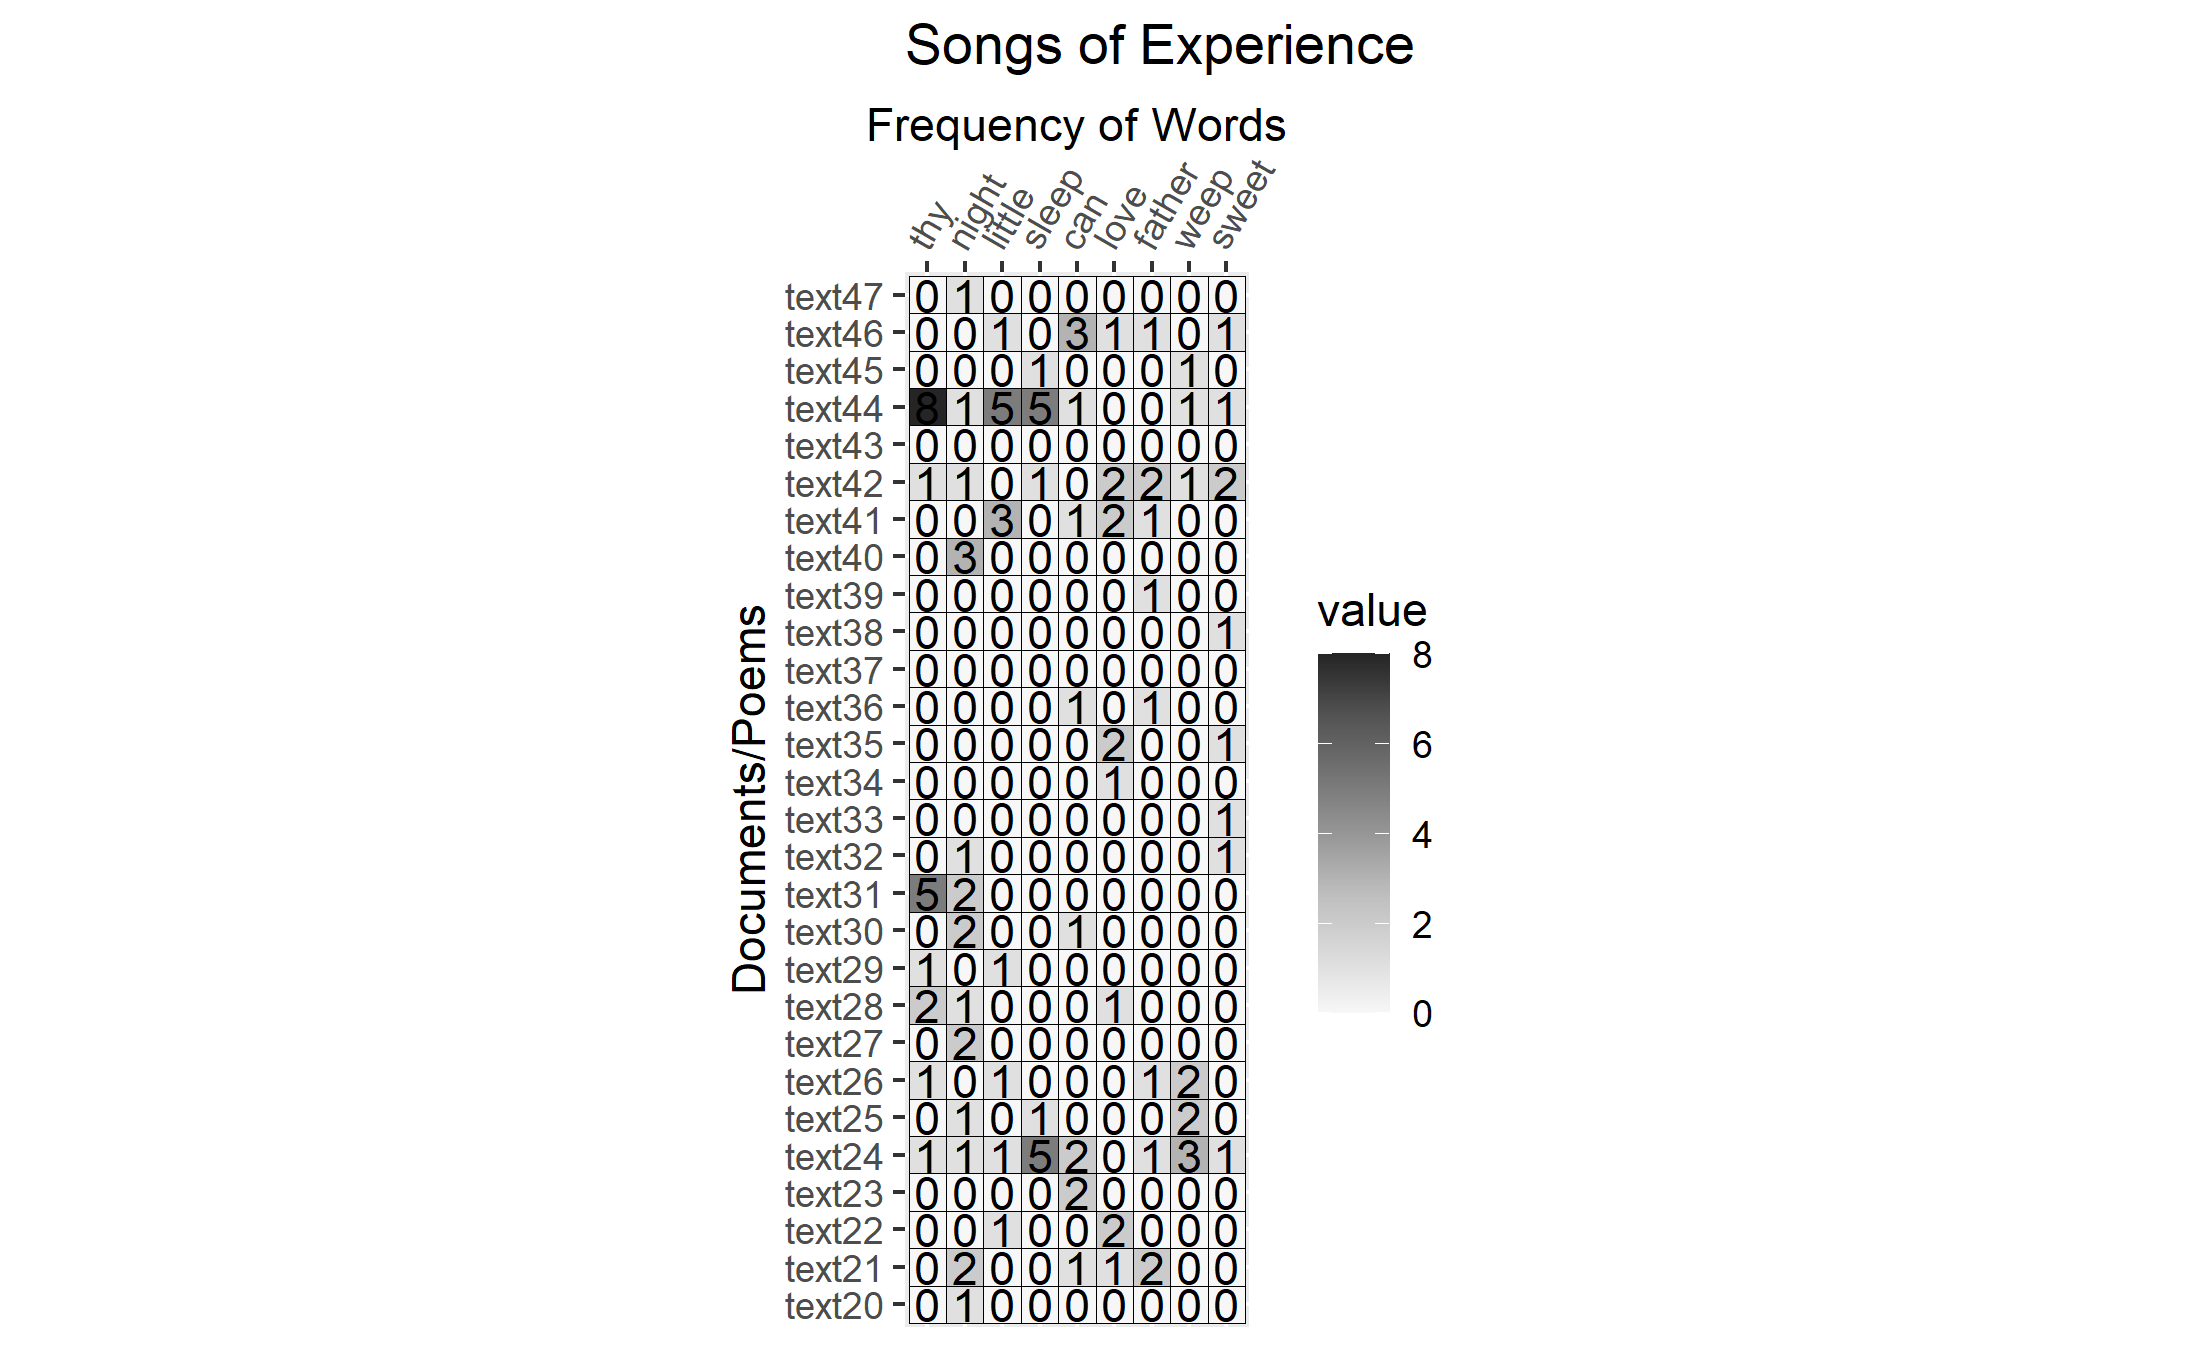 Songs of Experience
Frequency of Words
thy night little sleep can love father weep sweet
text47 0 1 0 0 0 0 0 0 0
text46 0 0 1 0 3 1 1 0 1
text45 0 0 0 1 0 0 0 1 0
text44 8 1 5 5 1 0 0 1 1
text43 0 0 0 0 0 0 0 0 0
text42 1 1 0 1 0 2 2 1 2
text41 0 0 3 0 1 2 1 0 0
text40 0 3 0 0 0 0 0 0 0
text39 0 0 0 0 0 0 1 0 0
text38 0 0 0 0 0 0 0 0 1
text37 0 0 0 0 0 0 0 0 0
text36 0 0 0 0 1 0 1 0 0
text35 0 0 0 0 0 2 0 0 1
text34 0 0 0 0 0 1 0 0 0
text33 0 0 0 0 0 0 0 0 1
text32 0 1 0 0 0 0 0 0 1
text31 5 2 0 0 0 0 0 0 0
text30 0 2 0 0 1 0 0 0 0
text29 1 0 1 0 0 0 0 0 0
text28 2 1 0 0 0 1 0 0 0
text27 0 2 0 0 0 0 0 0 0
text26 1 0 1 0 0 0 1 2 0
text25 0 1 0 1 0 0 0 2 0
text24 1 1 1 5 2 0 1 3 1
text23 0 0 0 0 2 0 0 0 0
text22 0 0 1 0 0 2 0 0 0
text21 0 2 0 0 1 1 2 0 0
text20 0 1 0 0 0 0 0 0 0
Documents/Poems
value
8
6
4
2
0